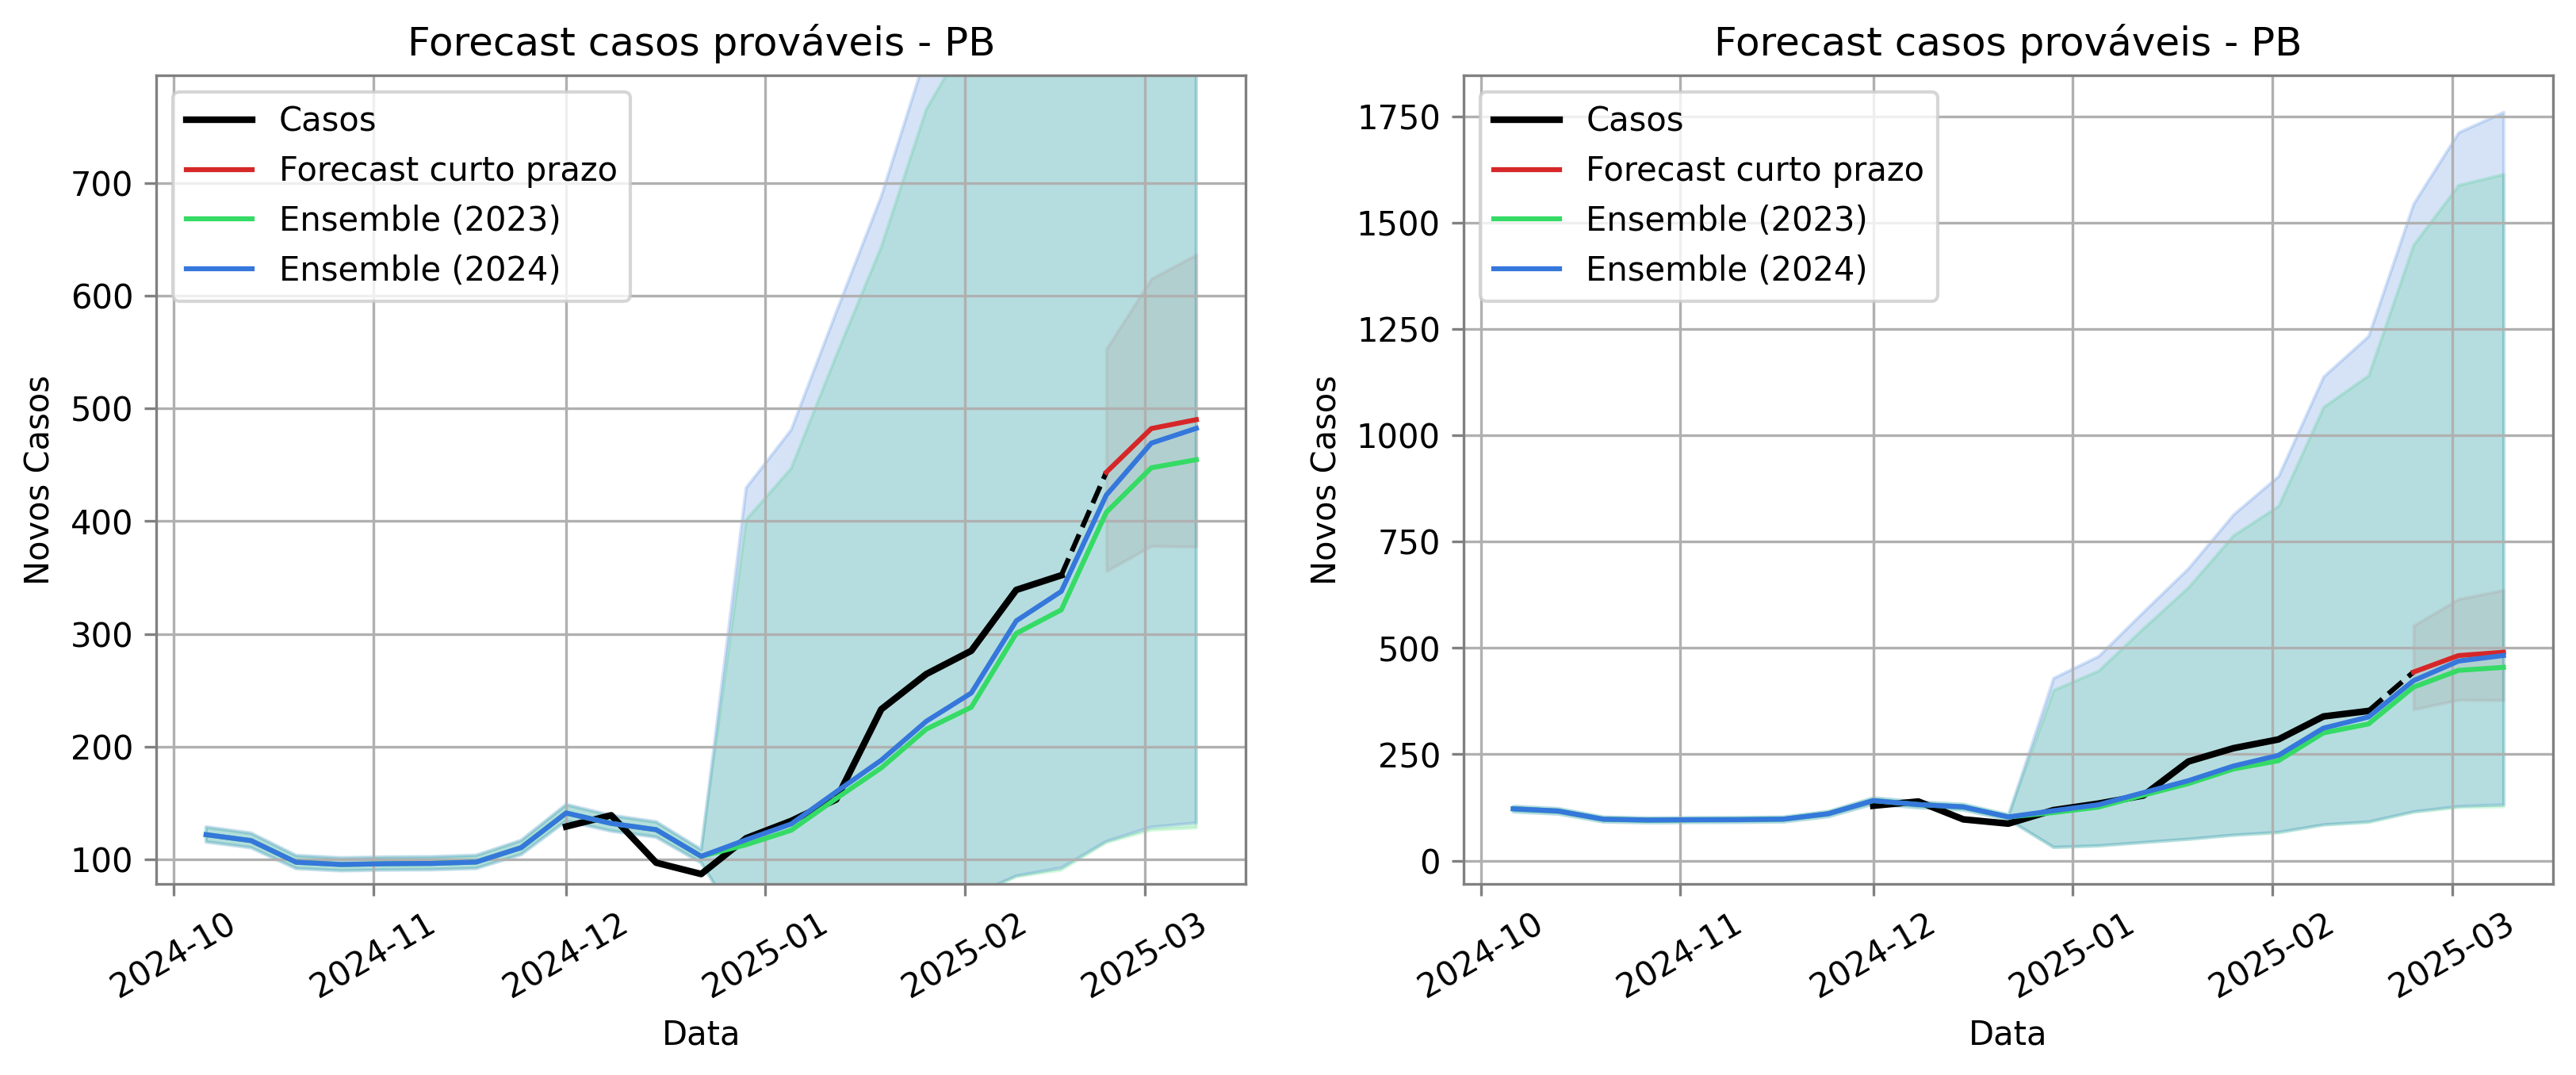 Forecast casos prováveis - PB
Casos
Forecast curto prazo
Ensemble (2023)
Ensemble (2024)
700
600
500
400
300
200
100
Novos Casos
2024-10
2024-11
2024-12
2025-01
2025-02
2025-03
Data
Forecast casos prováveis - PB
Casos
Forecast curto prazo
Ensemble (2023)
Ensemble (2024)
1750
1500
1250
1000
750
500
250
0
Novos Casos
2024-10
2024-11
2024-12
2025-01
2025-02
2025-03
Data